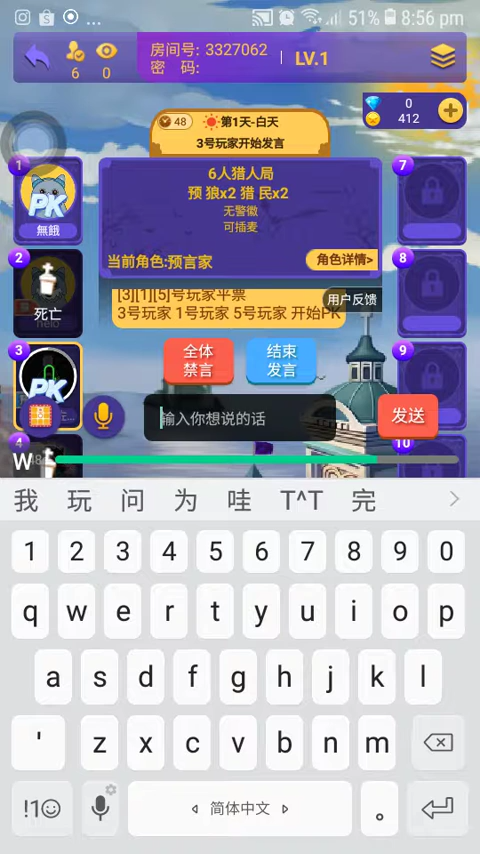 51% 8:56 pm
房间号: 3327062
密 码:
LV.1
6
0
0
412
48
第1天-白天
3号玩家开始发言
1
PK
無餓
2
死亡
3
PK
4
7
8
9
10
6人猎人局
预 狼x2 猎 民x2
无警徽
可插麦
当前角色:预言家
角色详情>
[3][1][5]号玩家平票
3号玩家 1号玩家 5号玩家 开始PK
用户反馈
全体
禁言
结束
发言
输入你想说的话
发送
W
我 玩 问 为 哇 T^T 完
1 2 3 4 5 6 7 8 9 0
q w e r t y u i o p
a s d f g h j k l
' z x c v b n m
!1☺ 简体中文 。